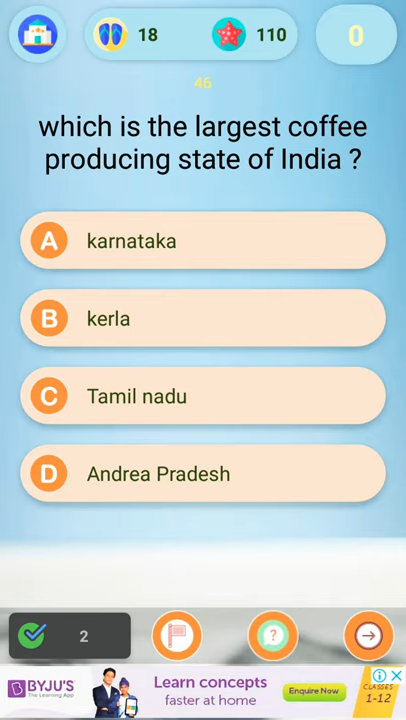 18
110
0
46
which is the largest coffee
producing state of India ?
A karnataka
B kerla
C Tamil nadu
D Andrea Pradesh
2
?
BYJU'S
The Learning App
Learn concepts
faster at home
Enquire Now
CLASSES
1-12